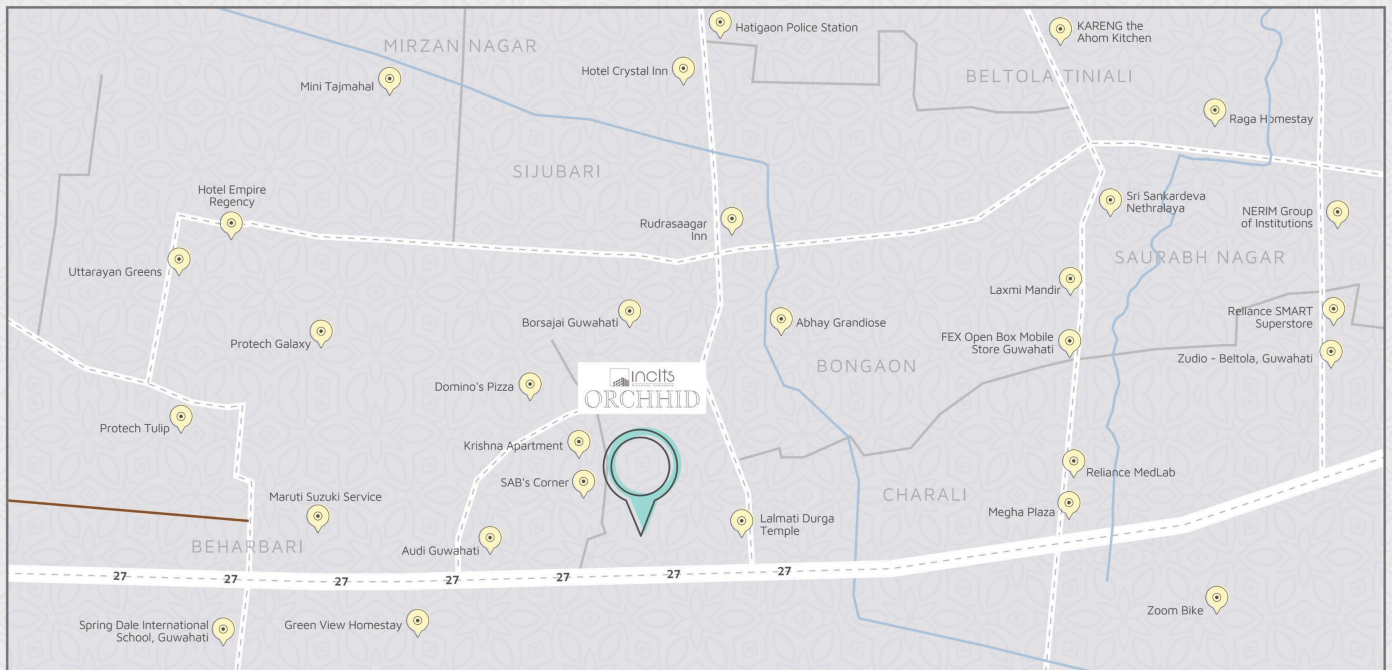 Hatigaon Police Station
KARENG the
Ahom Kitchen
MIRZAN NAGAR
Hotel Crystal Inn
BELTOLA TINIALI
Mini Tajmahal
Raga Homestay
SIJUBARI
Hotel Empire
Regency
Sri Sankardeva
Nethralaya
Rudrasaagar
Inn
NERIM Group
of Institutions
SAURABH NAGAR
Uttarayan Greens
Laxmi Mandir
Borsajai Guwahati
Abhay Grandiose
Reliance SMART
Superstore
Protech Galaxy
FEX Open Box Mobile
Store Guwahati
Zudio - Beltola, Guwahati
BONGAON
incits
ORCHHID
Domino's Pizza
Protech Tulip
Krishna Apartment
Reliance MedLab
SAB's Corner
CHARALI
Maruti Suzuki Service
Megha Plaza
Lalmati Durga
Temple
BEHARBARI
Audi Guwahati
27 27 27 27 27 27 27
Zoom Bike
Spring Dale International
School, Guwahati
Green View Homestay